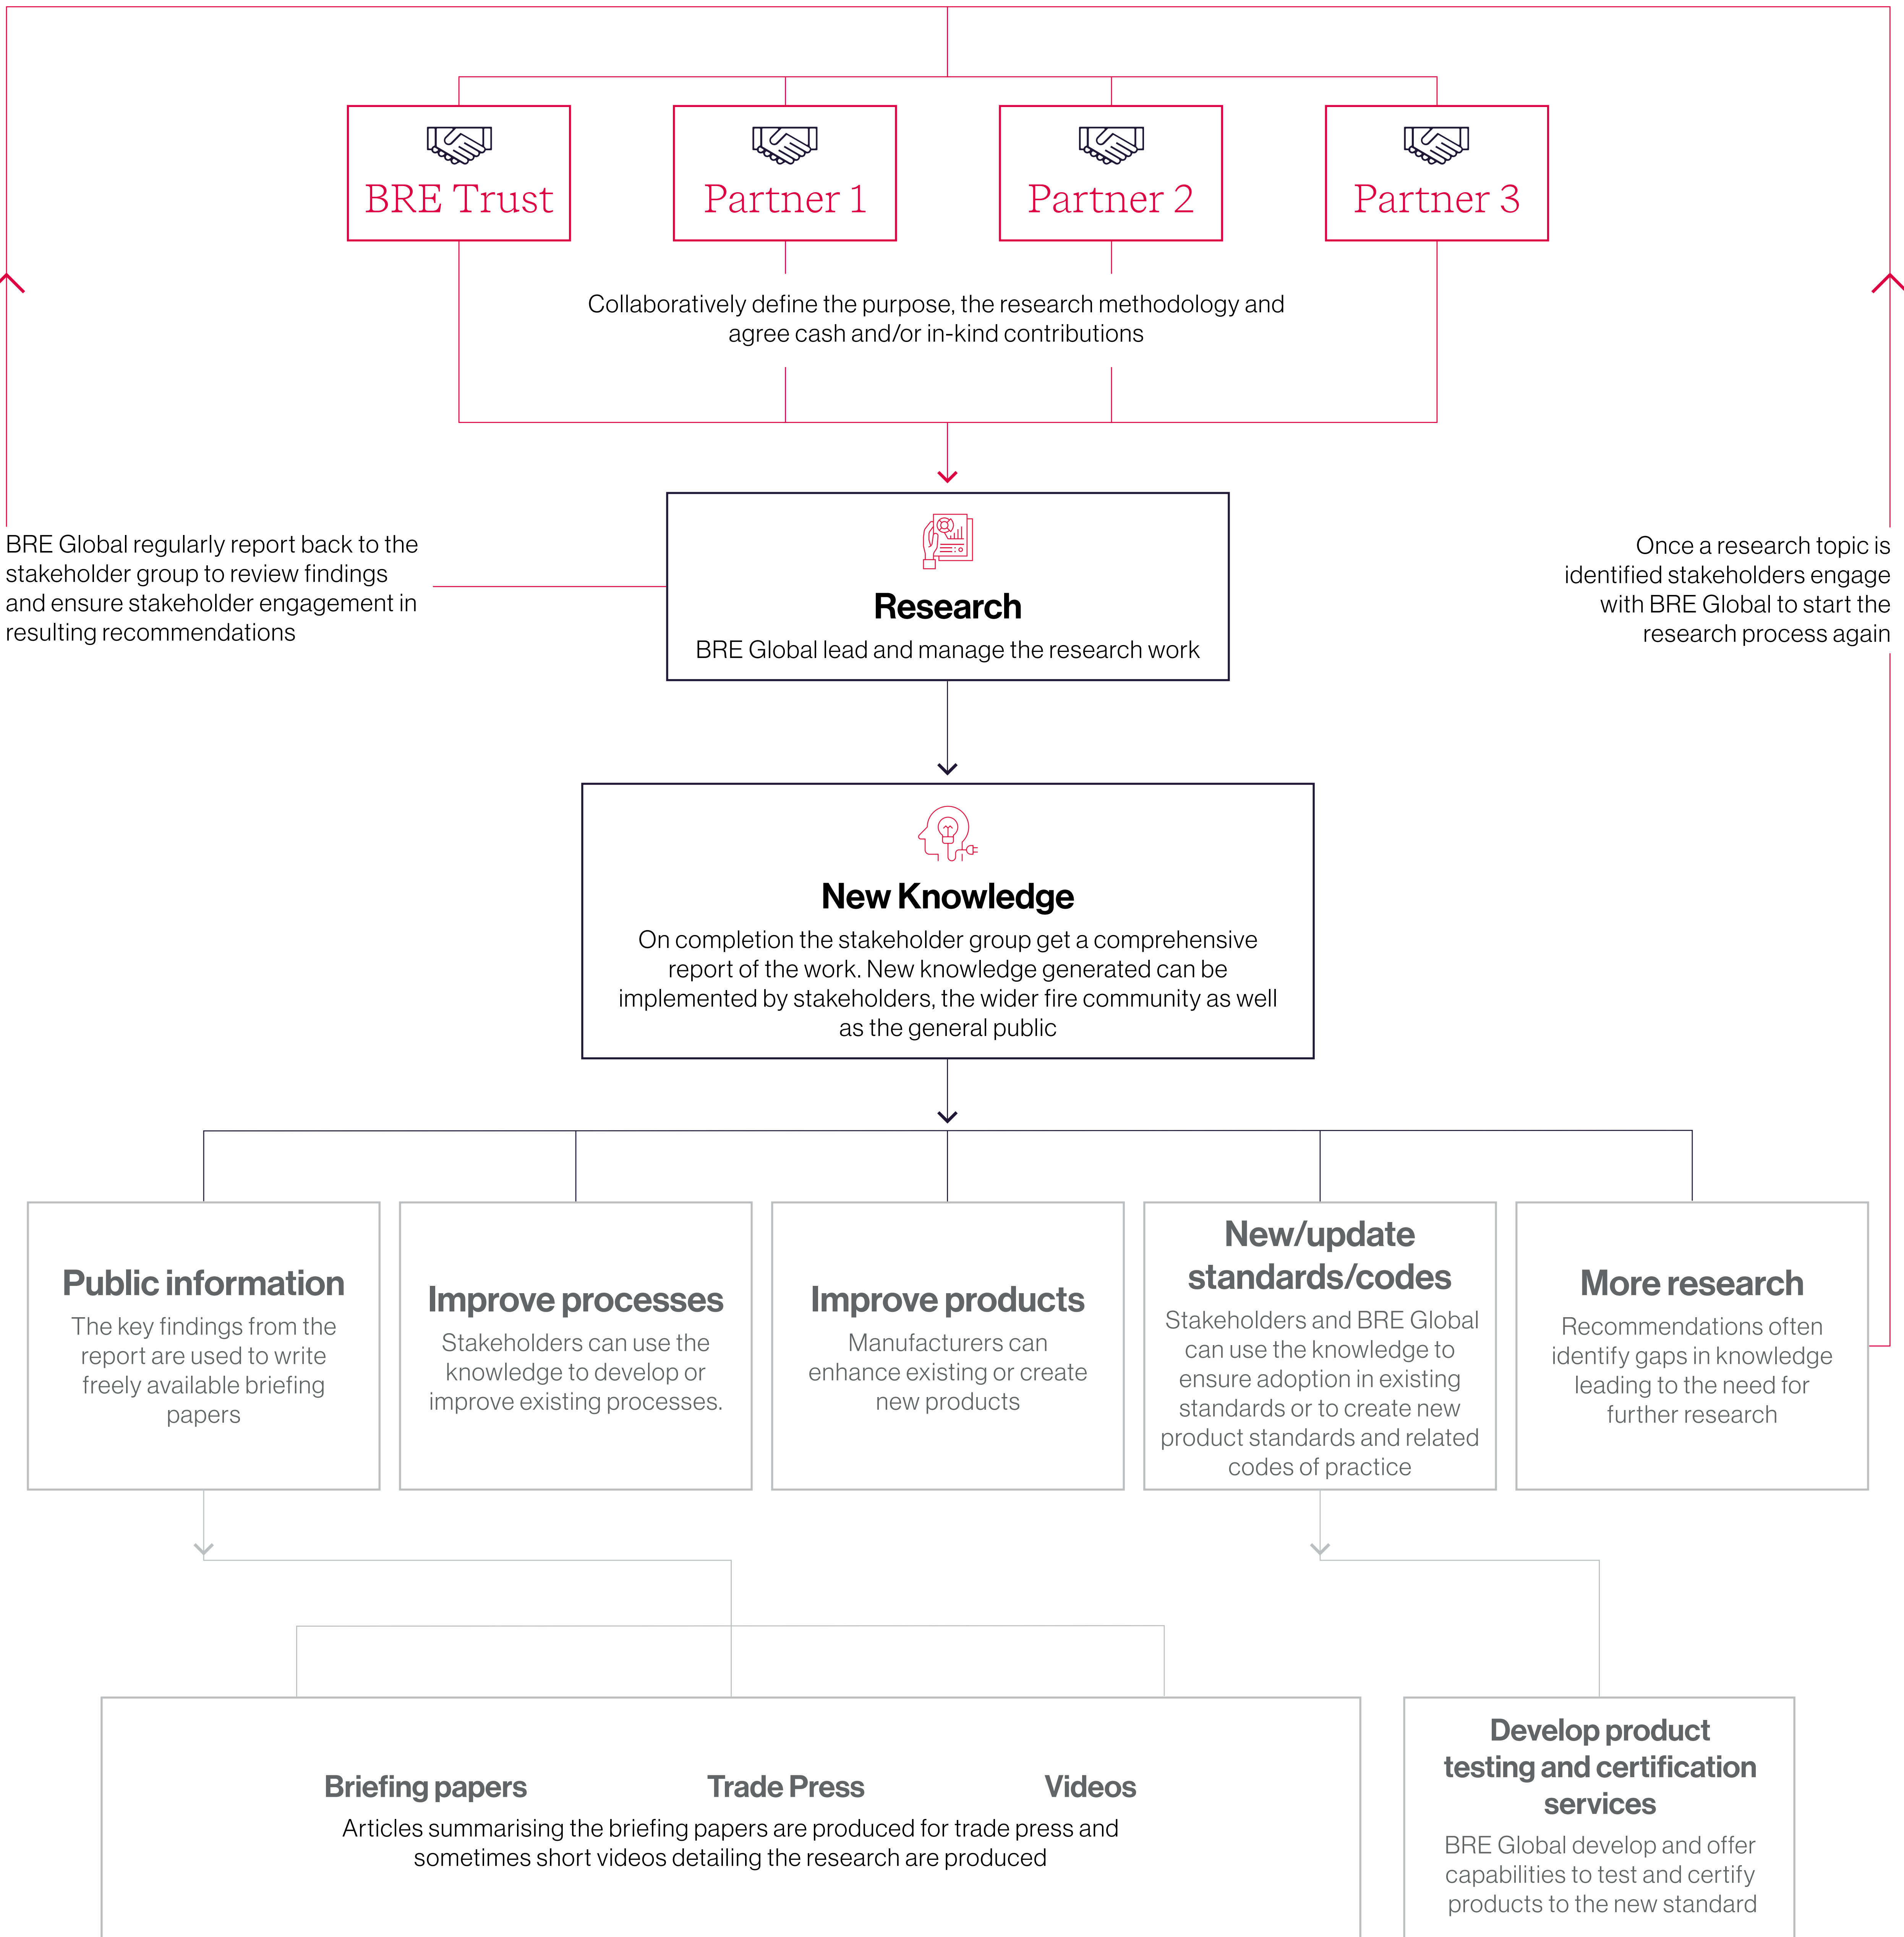 BRE Trust
Partner 1
Partner 2
Partner 3
Collaboratively define the purpose, the research methodology and
agree cash and/or in-kind contributions
BRE Global regularly report back to the
stakeholder group to review findings
and ensure stakeholder engagement in
resulting recommendations
Research
BRE Global lead and manage the research work
Once a research topic is
identified stakeholders engage
with BRE Global to start the
research process again
New Knowledge
On completion the stakeholder group get a comprehensive
report of the work. New knowledge generated can be
implemented by stakeholders, the wider fire community as well
as the general public
Public information
The key findings from the
report are used to write
freely available briefing
papers
Improve processes
Stakeholders can use the
knowledge to develop or
improve existing processes.
Improve products
Manufacturers can
enhance existing or create
new products
New/update
standards/codes
Stakeholders and BRE Global
can use the knowledge to
ensure adoption in existing
standards or to create new
product standards and related
codes of practice
More research
Recommendations often
identify gaps in knowledge
leading to the need for
further research
Briefing papers
Trade Press
Videos
Articles summarising the briefing papers are produced for trade press and
sometimes short videos detailing the research are produced
Develop product
testing and certification
services
BRE Global develop and offer
capabilities to test and certify
products to the new standard